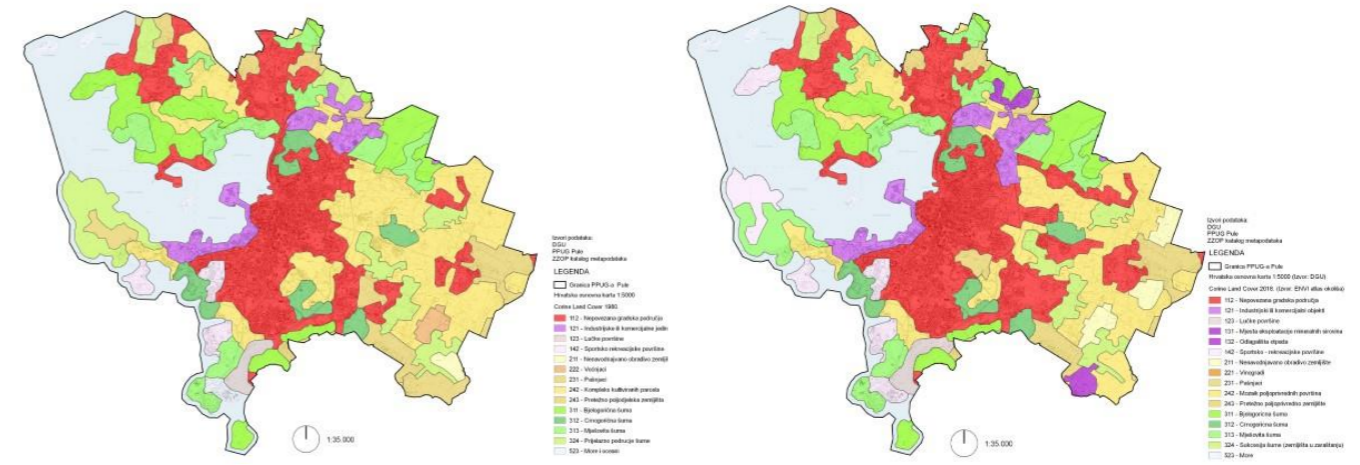 Izvori podataka:
DGU
PPUG Pule
ZZOP katalog metapodataka
LEGENDA
Granica PPUG-a Pule
Hrvatska osnovna karta 1:5000
Corine Land Cover 1980.
112 - Nepovezana gradska područja
121 - Industrijske ili komercijalne jedin
123 - Lučke površine
142 - Sportsko rekreacijske površine
211 - Nenavodnjavano obradivo zemljiš
222 - Voćnjaci
231 - Pašnjaci
242 - Kompleks kultiviranih parcela
243 - Pretežno poljodjelska zemljišta
311 - Bjelogorična šuma
312 - Crnogorična šuma
313 - Mješovita šuma
324 - Prijelazno područje šume
523 - More i oceani
1:35.000
Izvori podataka:
DGU
PPUG Pule
ZZOP katalog metapodataka
LEGENDA
Granica PPUG-a Pule
Hrvatska osnovna karta 1:5000 (Izvor: DGU)
Corine Land Cover 2018. (Izvor: ENVI atlas okoliša)
112 - Nepovezana gradska područja
121 - Industrijski ili komercijalni objekti
123 - Lučke površine
131 - Mjesta eksploatacije mineralnih sirovina
132 - Odlagališta otpada
142 - Sportsko - rekreacijske površine
211 - Nenavodnjavano obradivo zemljište
221 - Vinogradi
231 - Pašnjaci
242 - Mozaik poljoprivrednih površina
243 - Pretežno poljoprivredno zemljište
311 - Bjelogorična šuma
312 - Crnogorična šuma
313 - Mješovita šuma
324 - Sukcesija šume (zemljišta u zaraštanju)
523 - More
1:35.000